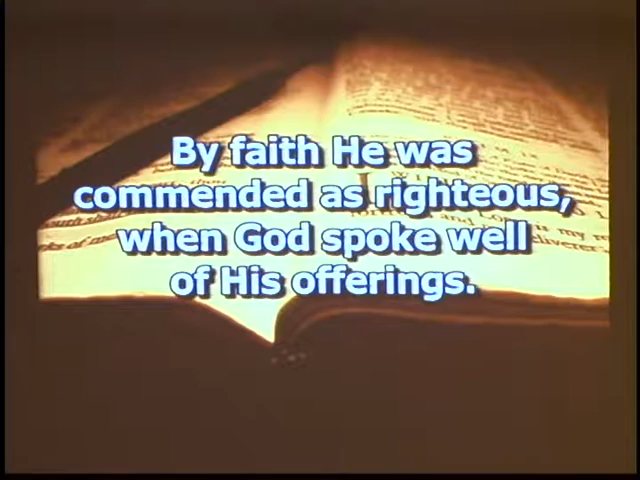 By faith He was
commended as righteous,
when God spoke well
of His offerings.